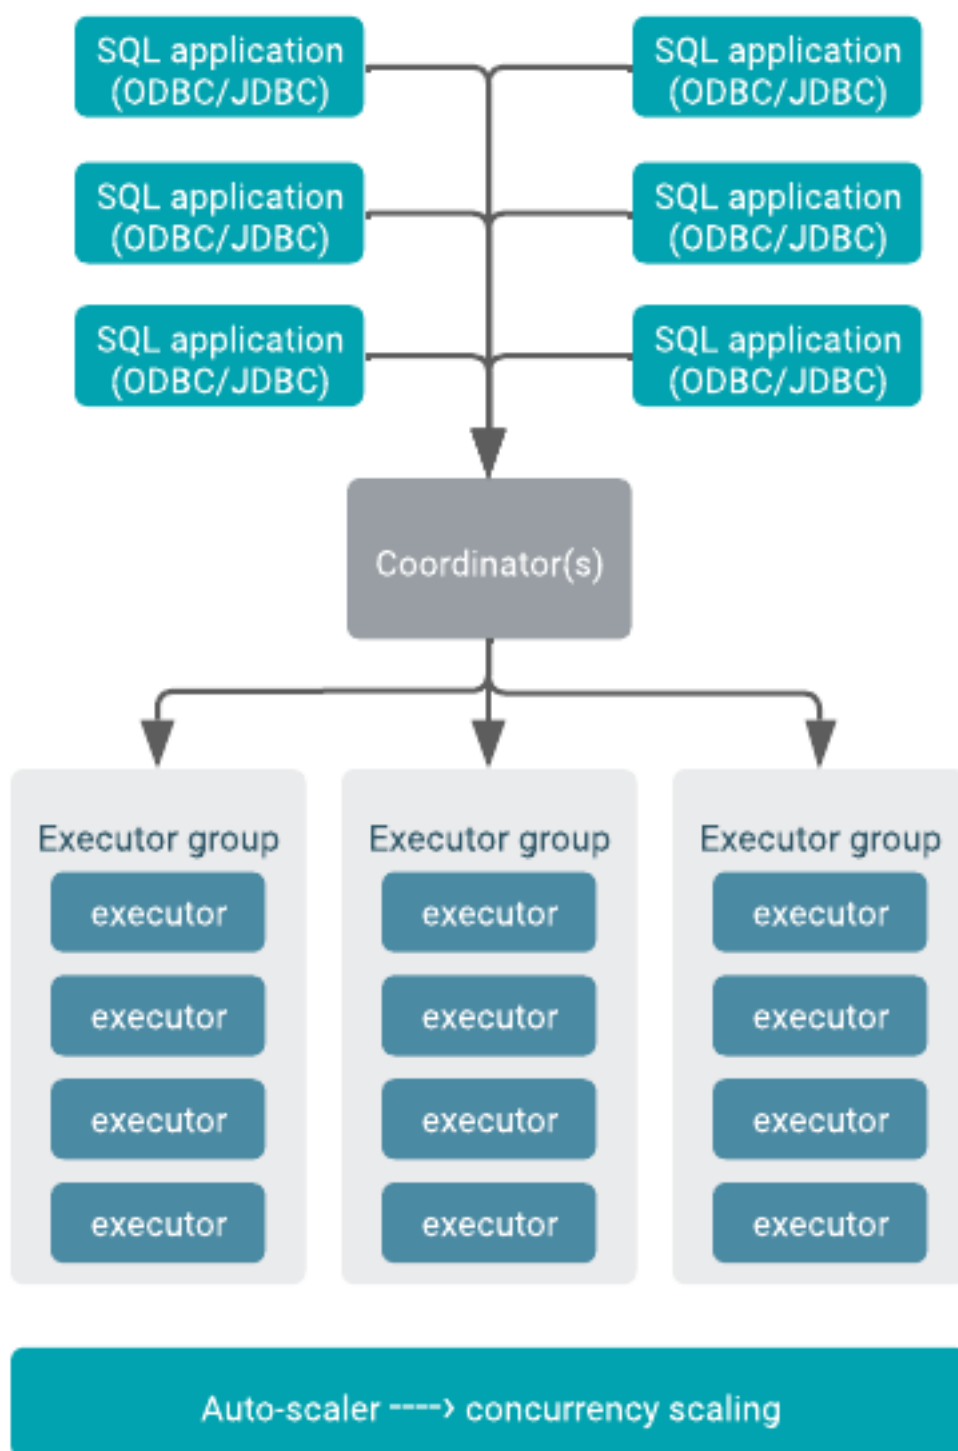 SQL application
(ODBC/JDBC)
SQL application
(ODBC/JDBC)
SQL application
(ODBC/JDBC)
SQL application
(ODBC/JDBC)
SQL application
(ODBC/JDBC)
SQL application
(ODBC/JDBC)
Coordinator(s)
Executor group
executor
executor
executor
executor
Executor group
executor
executor
executor
executor
Executor group
executor
executor
executor
executor
Auto-scaler ----> concurrency scaling